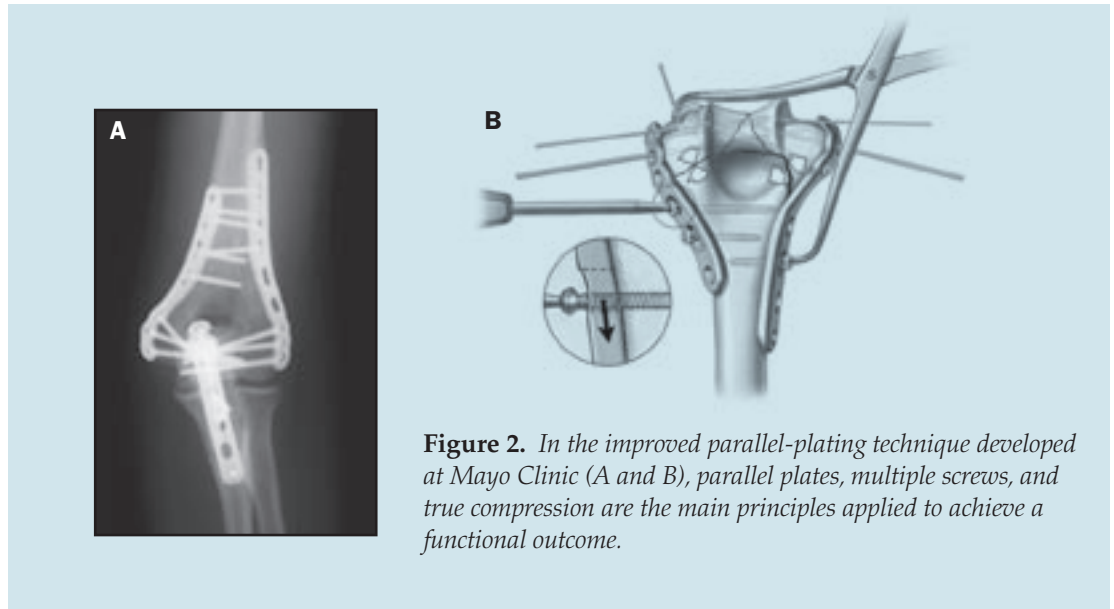 A
B
Figure 2. In the improved parallel-plating technique developed
at Mayo Clinic (A and B), parallel plates, multiple screws, and
true compression are the main principles applied to achieve a
functional outcome.